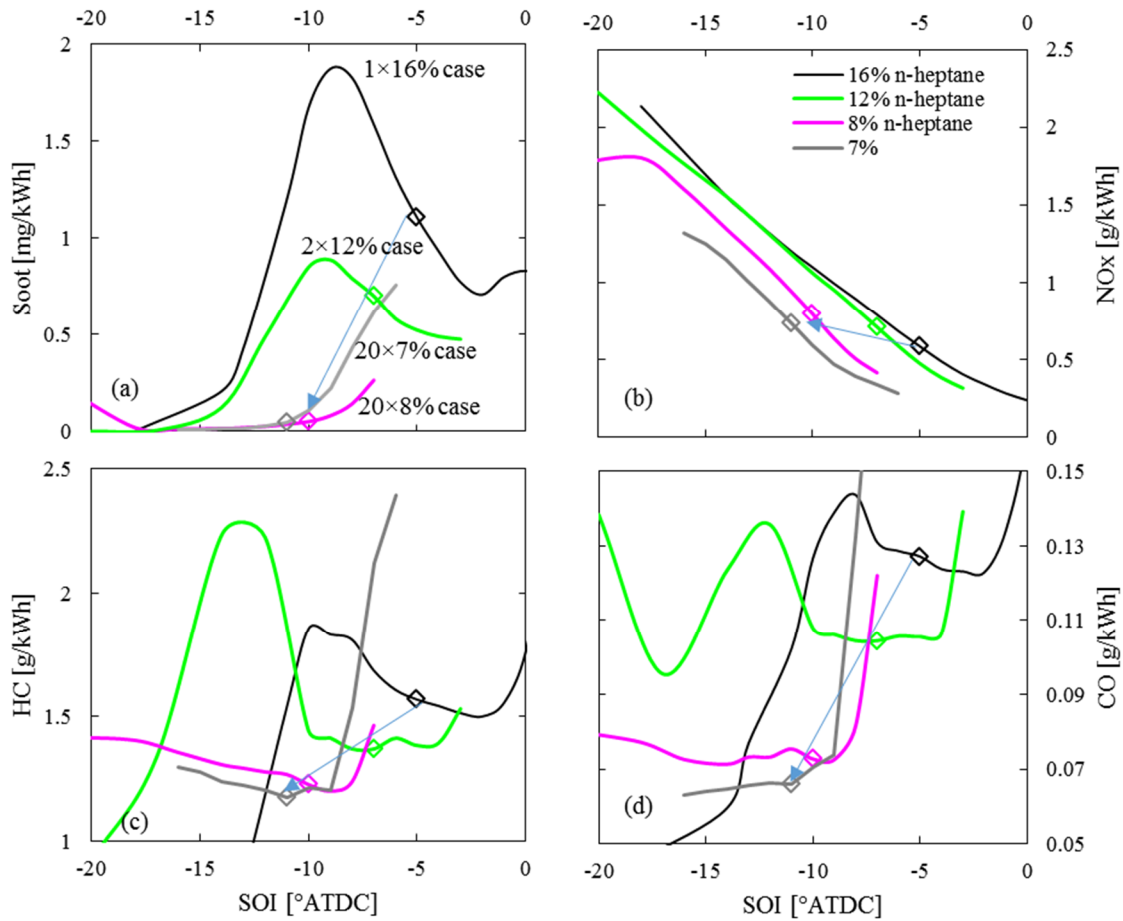 -20 -15 -10 -5 0
-20 -15 -10 -5 0
2
1.5
1
0.5
0
Soot [mg/kWh]
1×16% case
2×12% case
20×7% case
20×8% case
(a)
2.5
2
1.5
1
0.5
0
NOx [g/kWh]
16% n-heptane
12% n-heptane
8% n-heptane
7%
(b)
2.5
2
1.5
1
HC [g/kWh]
(c)
-20 -15 -10 -5 0
SOI [°ATDC]
0.15
0.13
0.11
0.09
0.07
0.05
CO [g/kWh]
(d)
-20 -15 -10 -5 0
SOI [°ATDC]